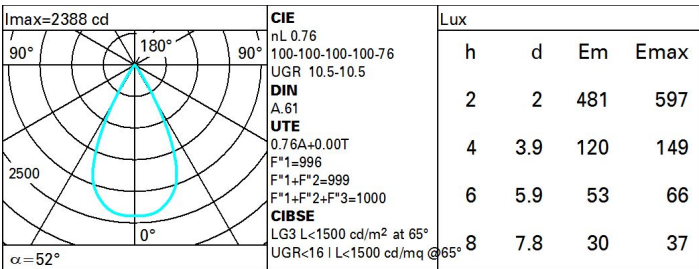 Imax=2388 cd
90° 180° 90°
2500
0°
α=52°
CIE
nL 0.76
100-100-100-100-76
UGR 10.5-10.5
DIN
A.61
UTE
0.76A+0.00T
F"1=996
F"1+F"2=999
F"1+F"2+F"3=1000
CIBSE
LG3 L<1500 cd/m² at 65°
UGR<16 | L<1500 cd/mq @65°
Lux
h d Em Emax
2 2 481 597
4 3.9 120 149
6 5.9 53 66
8 7.8 30 37